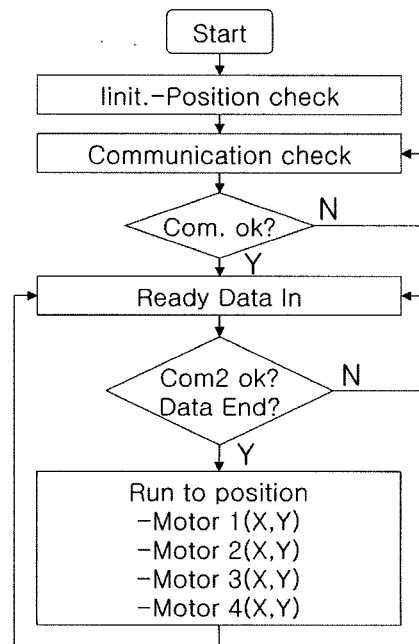 Start
Iinit.-Position check
Communication check
Com. ok?
N
Y
Ready Data In
Com2 ok?
Data End?
N
Y
Run to position
-Motor 1(X,Y)
-Motor 2(X,Y)
-Motor 3(X,Y)
-Motor 4(X,Y)